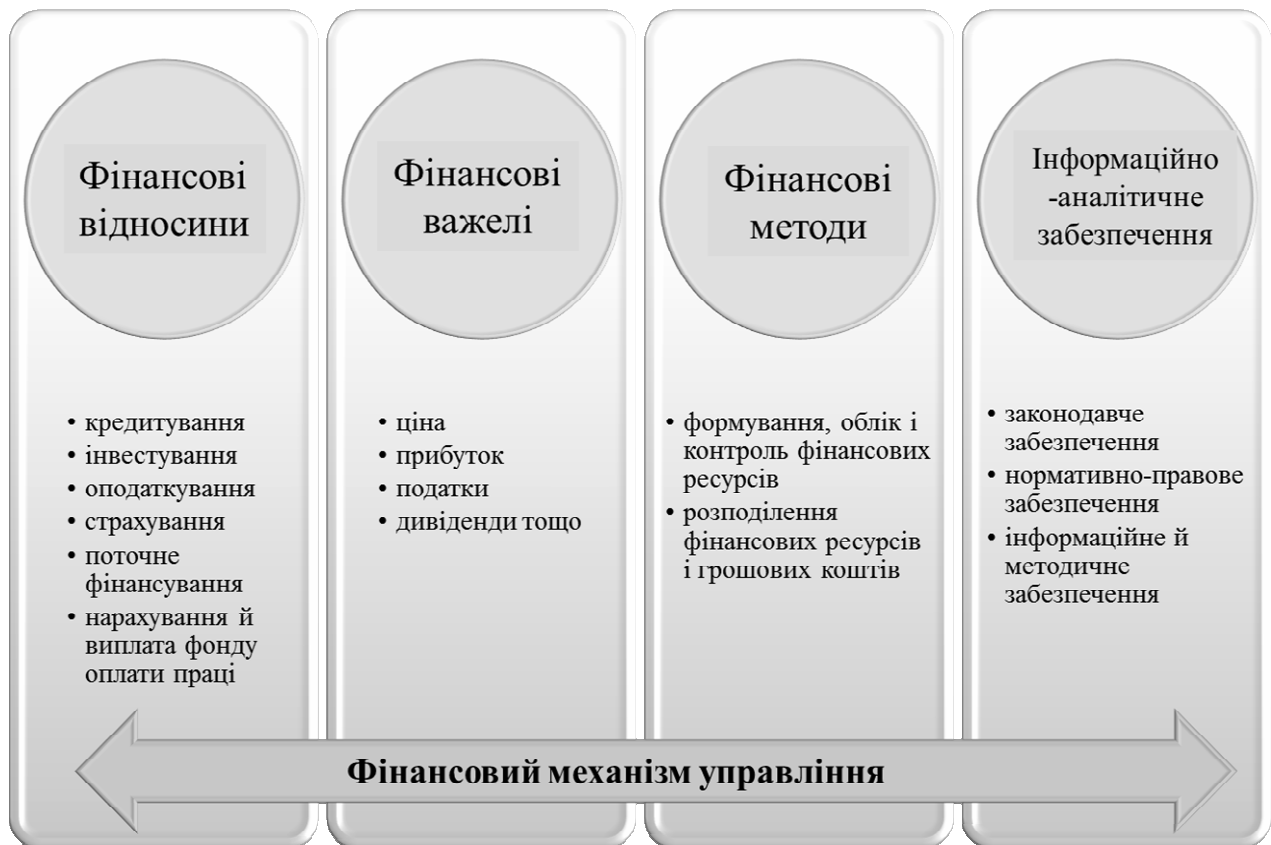 Фінансові
відносини
• кредитування
• інвестування
• оподаткування
• страхування
• поточне
фінансування
• нарахування й
виплата фонду
оплати праці
Фінансові
важелі
• ціна
• прибуток
• податки
• дивіденди тощо
Фінансові
методи
• формування, облік і
контроль фінансових
ресурсів
• розподілення
фінансових ресурсів
і грошових коштів
Інформаційно
-аналітичне
забезпечення
• законодавче
забезпечення
• нормативно-правове
забезпечення
• інформаційне й
методичне
забезпечення
Фінансовий механізм управління